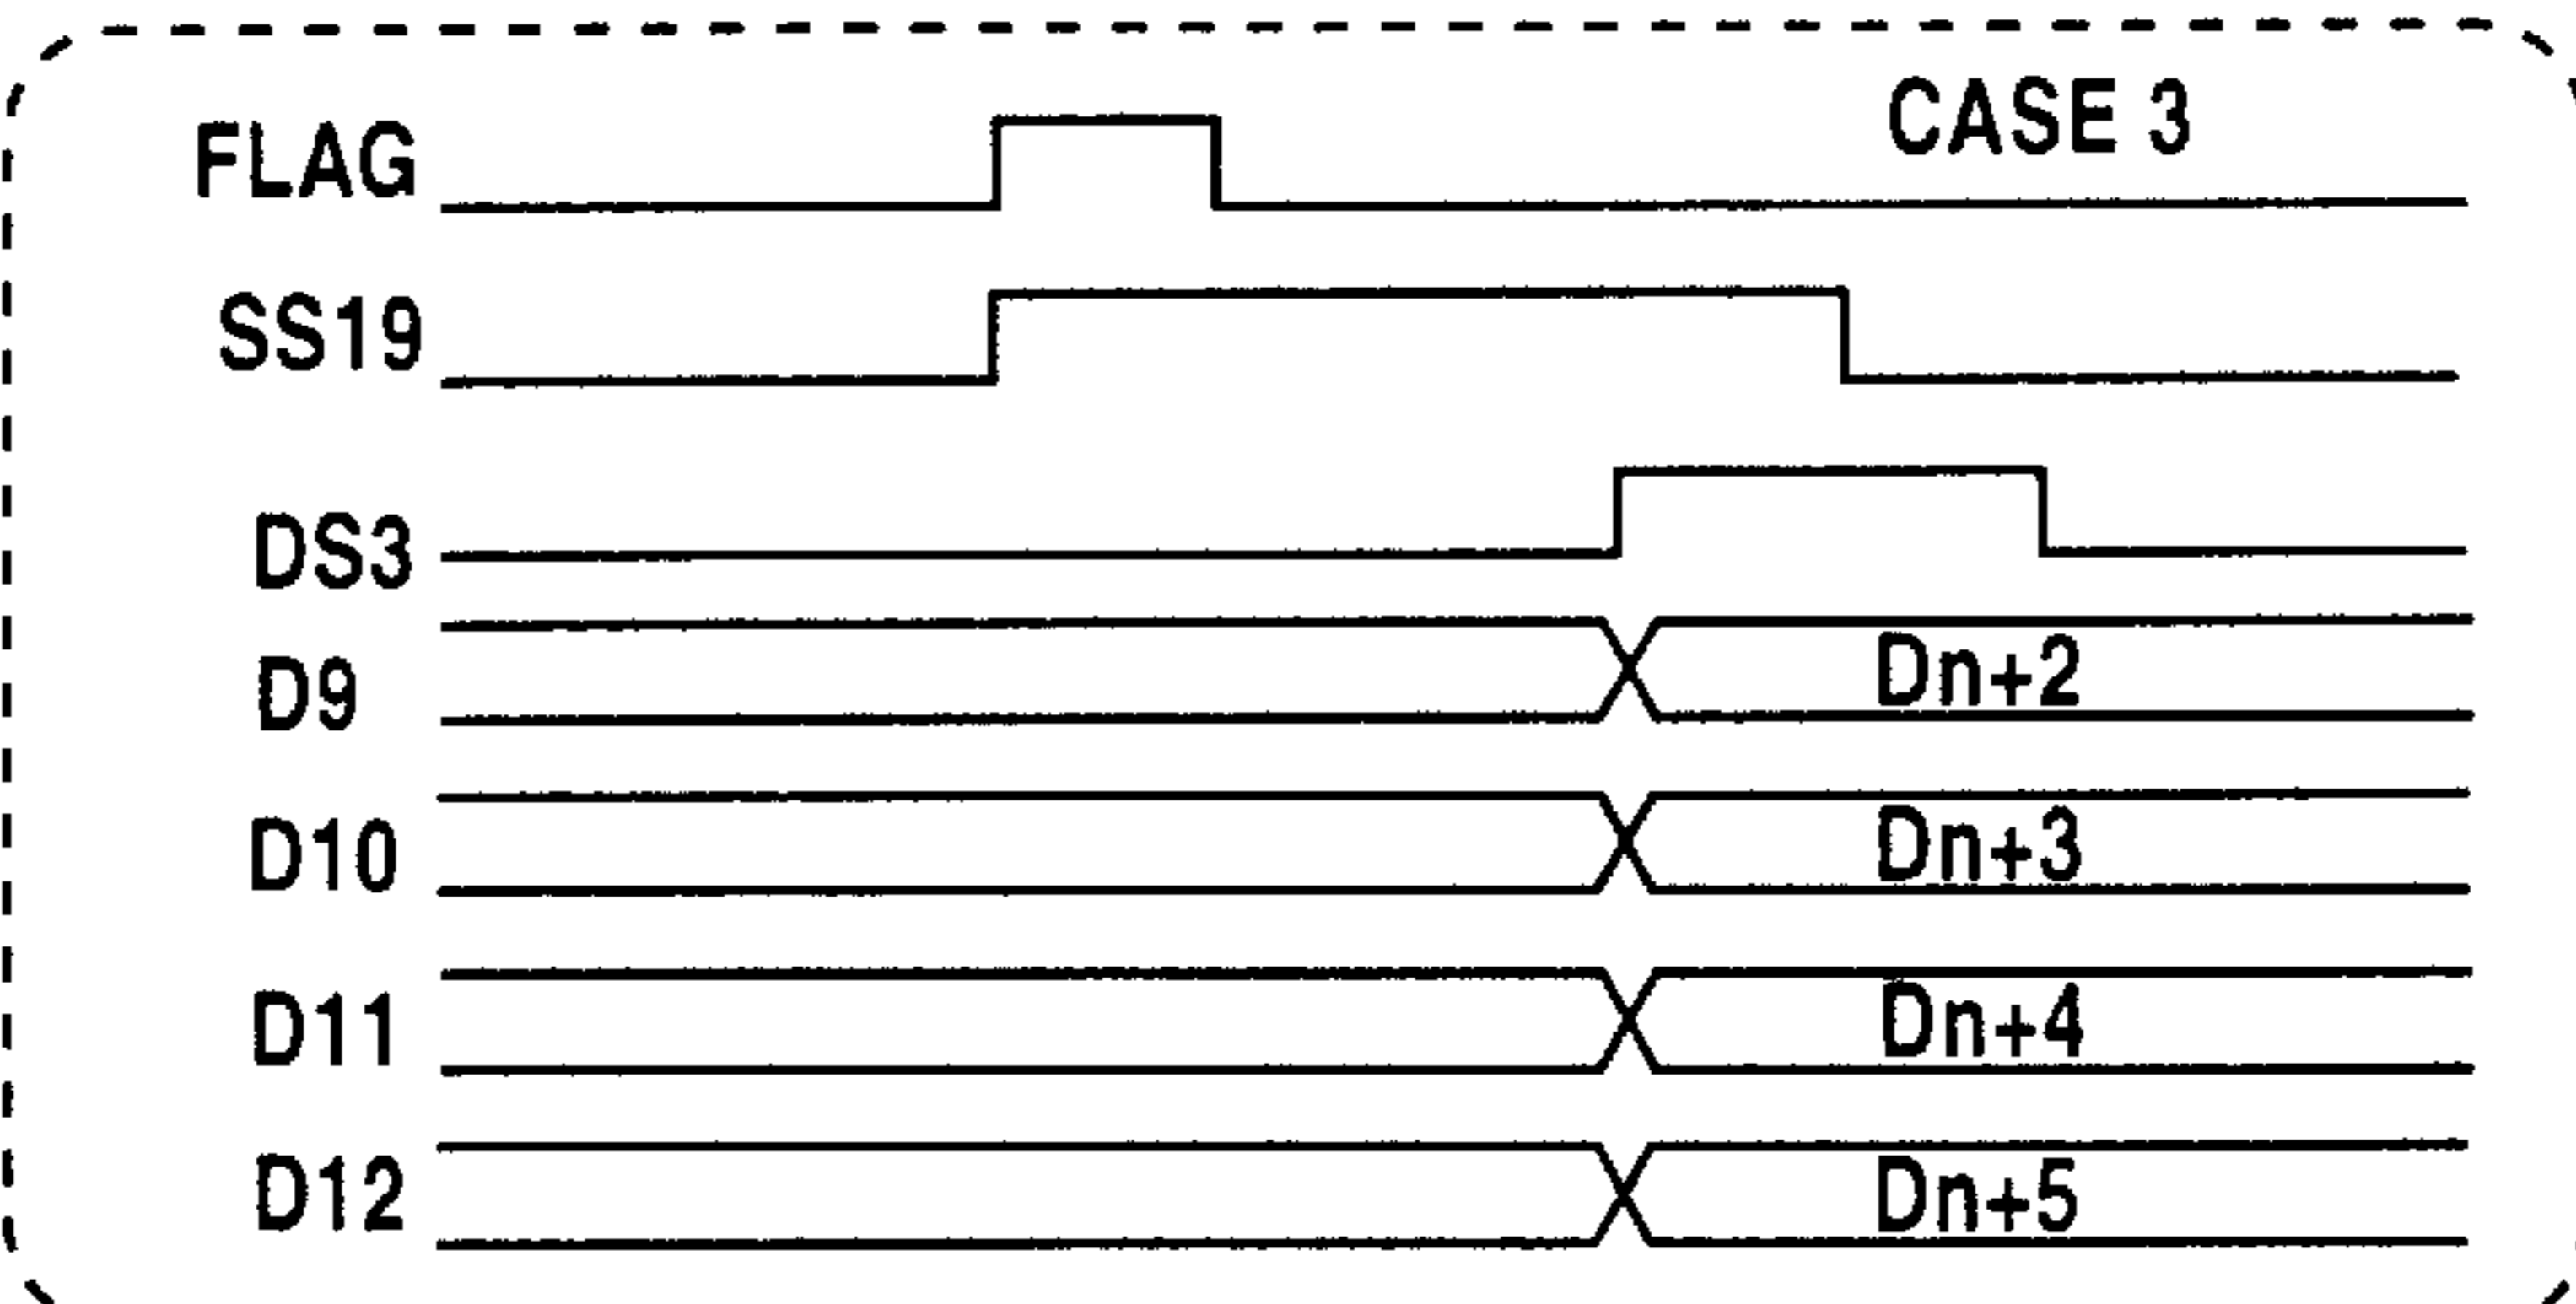 CASE 3
FLAG
SS19
DS3
D9 Dn+2
D10 Dn+3
D11 Dn+4
D12 Dn+5